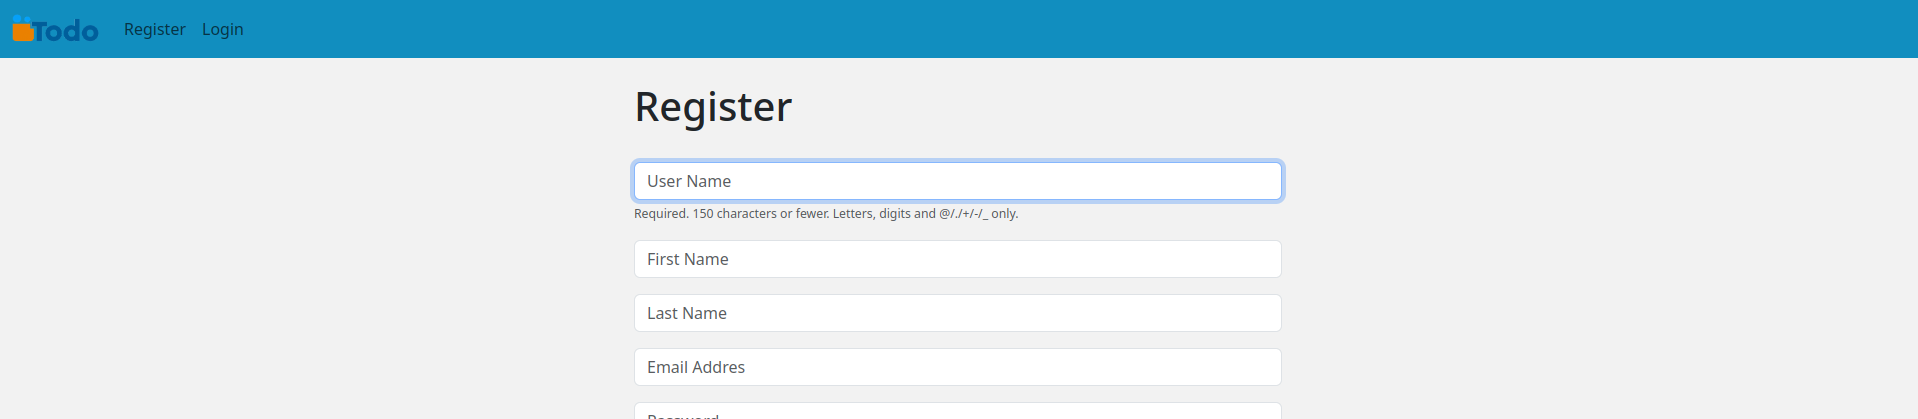 Todo Register Login
Register
User Name
Required. 150 characters or fewer. Letters, digits and @/./+/-/_ only.
First Name
Last Name
Email Addres